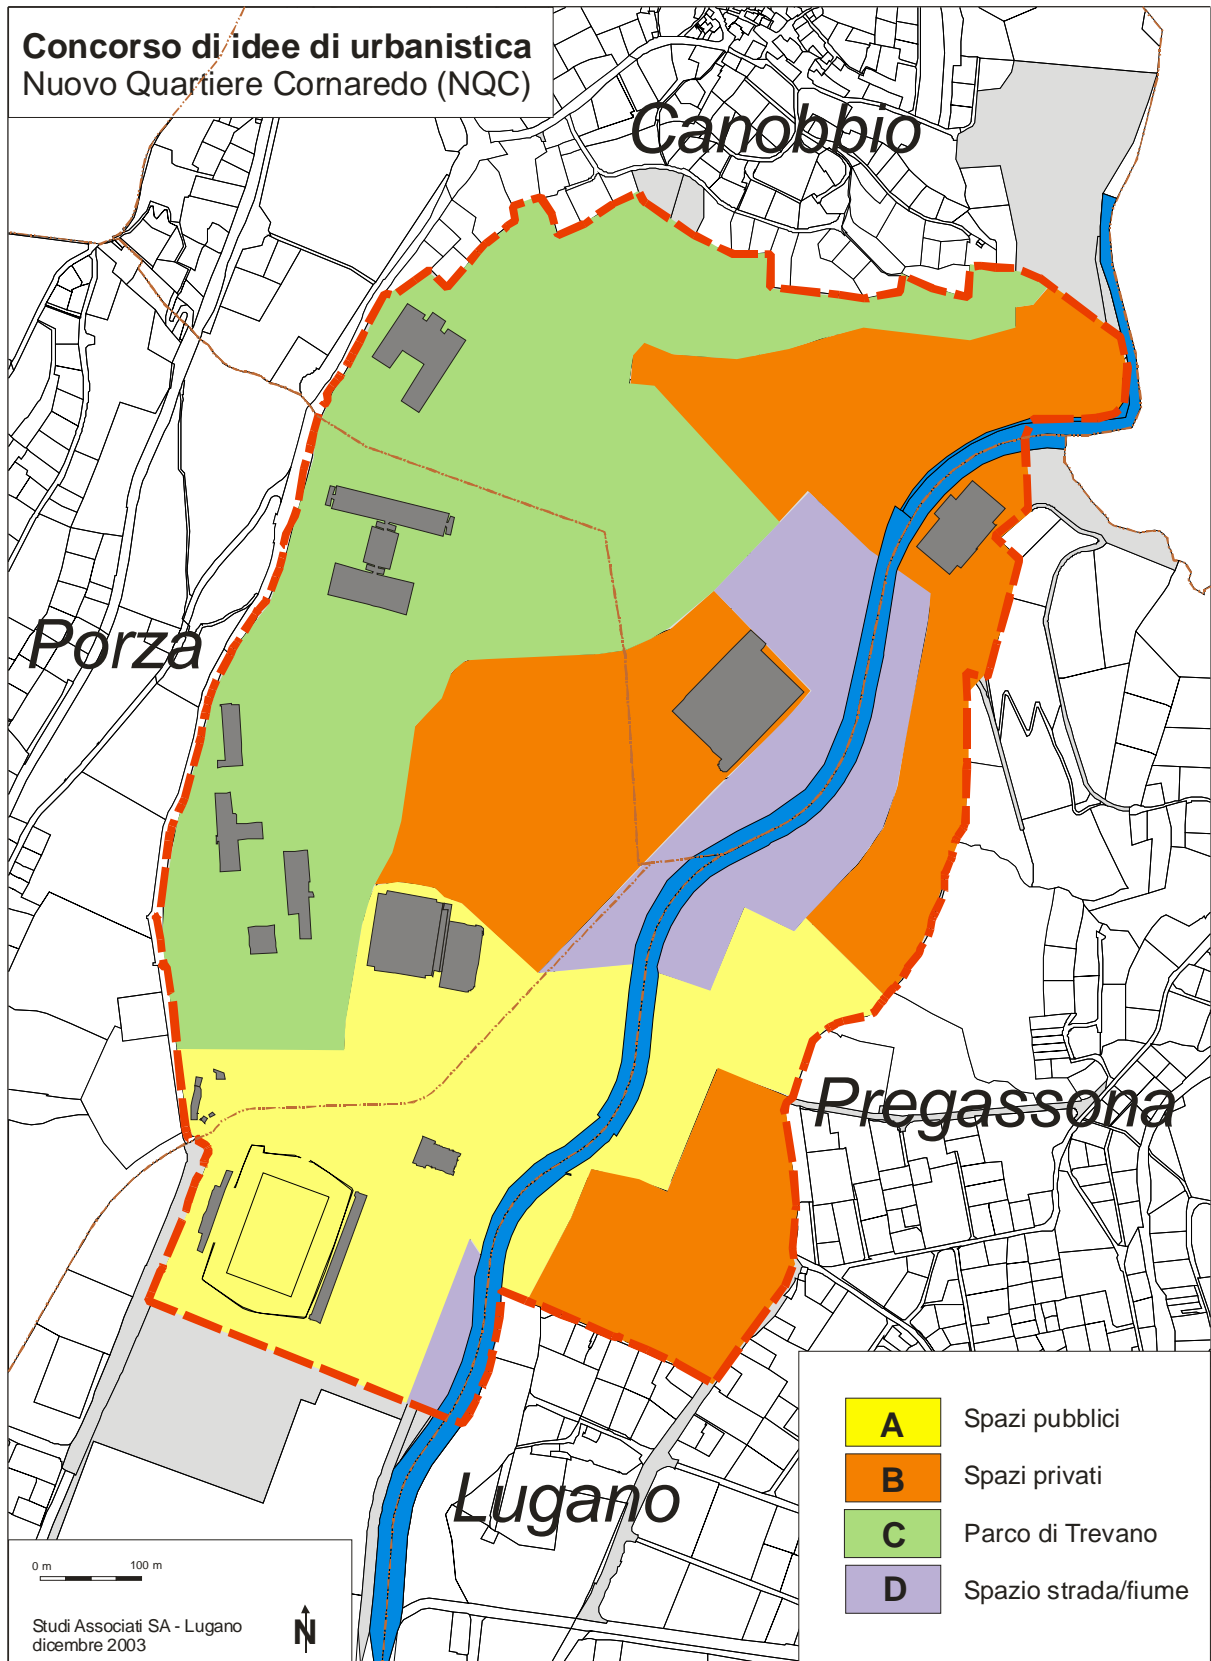 Concorso di idee di urbanistica
Nuovo Quartiere Cornaredo (NQC)
Canobbio
Porza
Pregassona
Lugano
A Spazi pubblici
B Spazi privati
C Parco di Trevano
D Spazio strada/fiume
0 m 100 m
Studi Associati SA - Lugano
dicembre 2003
N